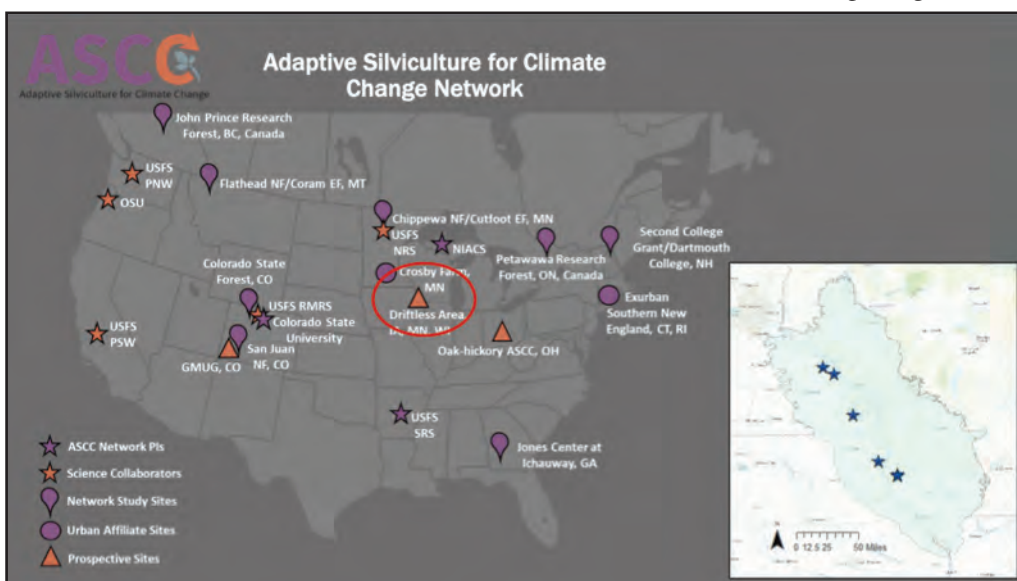 ASCC
Adaptive Silviculture for Climate Change
Adaptive Silviculture for Climate
Change Network
John Prince Research
Forest, BC, Canada
USFS
PNW
Flathead NF/Coram EF, MT
OSU
Chippewa NF/Cutfoot EF, MN
USFS
NRS
NIACS
Petawawa Research
Forest, ON, Canada
Second College
Grant/Dartmouth
College, NH
Colorado State
Forest, CO
Crosby Farm,
MN
Driftless Area
IA, MN, WI
Exurban
Southern New
England, CT, RI
USFS RMRS
Colorado State
University
USFS
PSW
San Juan
NF, CO
GMUG, CO
Oak-hickory ASCC, OH
USFS
SRS
Jones Center at
Ichauway, GA
ASCC Network PIs
Science Collaborators
Network Study Sites
Urban Affiliate Sites
Prospective Sites
N
0 12.5 25 50 Miles